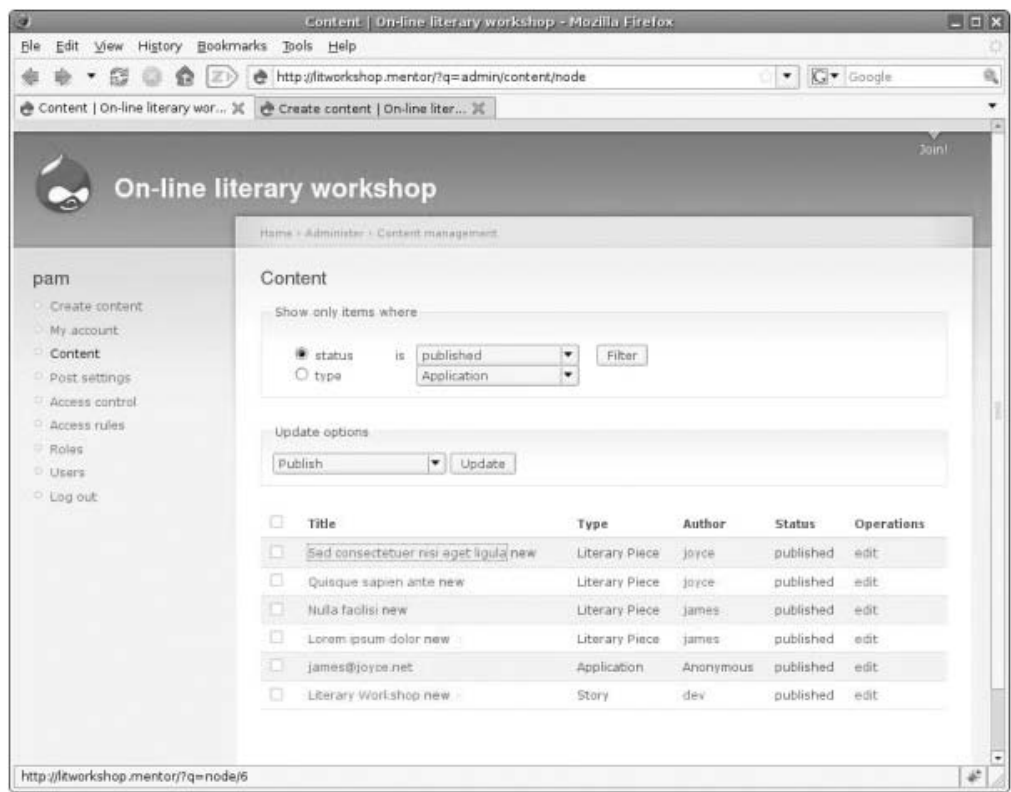 Content | On-line literary workshop - Mozilla Firefox
File Edit View History Bookmarks Tools Help
http://litworkshop.mentor/?q=admin/content/node Google
Content | On-line literary wor... Create content | On-line liter...
Join!
On-line literary workshop
Home › Administer › Content management
pam
Create content
My account
Content
Post settings
Access control
Access rules
Roles
Users
Log out
Content
Show only items where
status is published Filter
type Application
Update options
Publish Update
Title Type Author Status Operations
Sed consectetuer nisi eget ligula new Literary Piece joyce published edit
Quisque sapien ante new Literary Piece joyce published edit
Nulla facilisi new Literary Piece james published edit
Lorem ipsum dolor new Literary Piece james published edit
james@joyce.net Application Anonymous published edit
Literary Workshop new Story dev published edit
http://litworkshop.mentor/?q=node/6